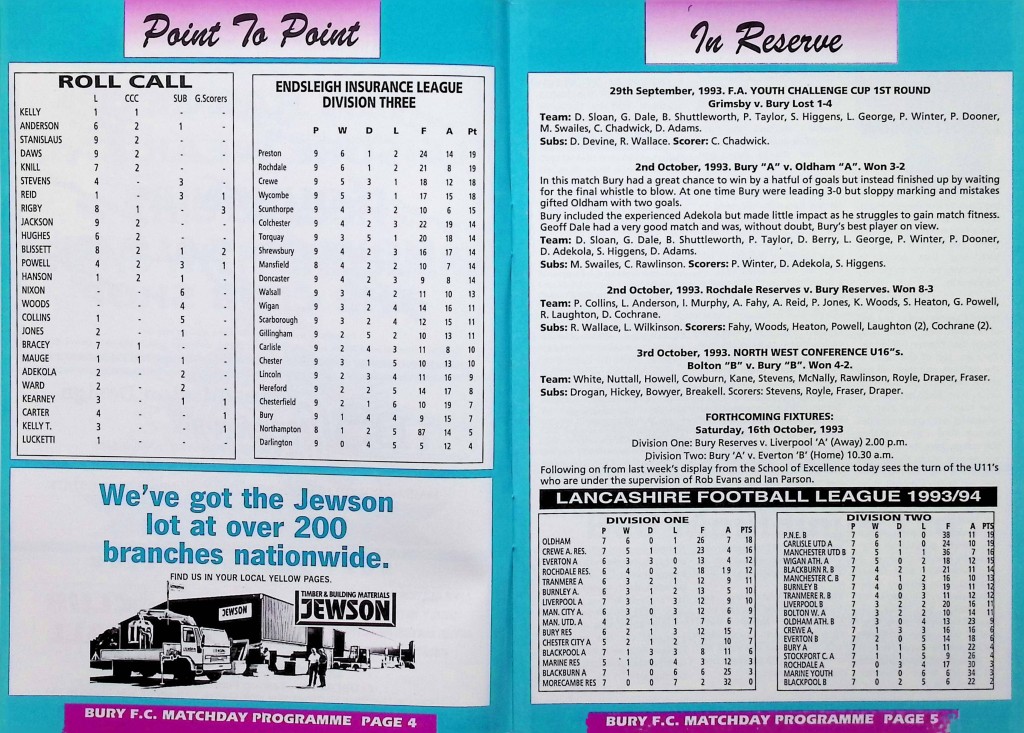 Point To Point
ROLL CALL
L CCC SUB G.Scorers
KELLY 1 1 - -
ANDERSON 6 2 1 -
STANISLAUS 9 2 - -
DAWS 9 2 - -
KNILL 7 2 - -
STEVENS 4 - 3 -
REID 1 - 3 1
RIGBY 8 1 - 3
JACKSON 9 2 - -
HUGHES 6 2 - -
BLISSETT 8 2 1 2
POWELL 4 2 3 1
HANSON 1 2 1 -
NIXON - - 6 -
WOODS - - 4 -
COLLINS 1 - 5 -
JONES 2 - 1 -
BRACEY 7 1 - -
MAUGE 1 1 1 -
ADEKOLA 2 - 2 -
WARD 2 - 2 -
KEARNEY 3 1 1
CARTER 4 - - 1
KELLY T. 3 - 1
LUCKETTI 1 - - -
ENDSLEIGH INSURANCE LEAGUE
DIVISION THREE
P W D L F A Pt
Preston 9 6 1 2 24 14 19
Rochdale 9 6 1 2 21 8 19
Crewe 9 5 3 1 18 12 18
Wycombe 9 5 3 1 17 15 18
Scunthorpe 9 4 3 2 10 6 15
Colchester 9 4 2 3 22 19 14
Torquay 9 3 5 1 20 18 14
Shrewsbury 9 4 2 3 16 17 14
Mansfield 8 4 2 2 10 7 14
Doncaster 9 4 2 3 9 8 14
Walsall 9 3 4 2 11 10 13
Wigan 9 3 2 4 14 16 11
Scarborough 9 3 2 4 12 15 11
Gillingham 9 2 5 2 10 13 11
Carlisle 9 2 4 3 11 8 10
Chester 9 3 1 5 10 13 10
Lincoln 9 2 3 4 11 16 9
Hereford 9 2 2 5 14 17 8
Chesterfield 9 2 1 6 10 19 7
Bury 9 1 4 4 9 15 7
Northampton 8 1 2 5 87 14 5
Darlington 9 0 4 5 5 12 4
We've got the Jewson
lot at over 200
branches nationwide.
FIND US IN YOUR LOCAL YELLOW PAGES.
TIMBER & BUILDING MATERIALS
JEWSON
JEWSON
BURY F.C. MATCHDAY PROGRAMME PAGE 4
In Reserve
29th September, 1993. F.A. YOUTH CHALLENGE CUP 1ST ROUND
Grimsby v. Bury Lost 1-4
Team: D. Sloan, G. Dale, B. Shuttleworth, P. Taylor, S. Higgens, L. George, P. Winter, P. Dooner,
M. Swailes, C. Chadwick, D. Adams.
Subs: D. Devine, R. Wallace. Scorer: C. Chadwick.
2nd October, 1993. Bury "A" v. Oldham "A". Won 3-2
In this match Bury had a great chance to win by a hatful of goals but instead finished up by waiting
for the final whistle to blow. At one time Bury were leading 3-0 but sloppy marking and mistakes
gifted Oldham with two goals.
Bury included the experienced Adekola but made little impact as he struggles to gain match fitness.
Geoff Dale had a very good match and was, without doubt, Bury's best player on view.
Team: D. Sloan, G. Dale, B. Shuttleworth, P. Taylor, D. Berry, L. George, P. Winter, P. Dooner,
D. Adekola, S. Higgens, D. Adams.
Subs: M. Swailes, C. Rawlinson. Scorers: P. Winter, D. Adekola, S. Higgens.
2nd October, 1993. Rochdale Reserves v. Bury Reserves. Won 8-3
Team: P. Collins, L. Anderson, I. Murphy, A. Fahy, A. Reid, P. Jones, K. Woods, S. Heaton, G. Powell,
R. Laughton, D. Cochrane.
Subs: R. Wallace, L. Wilkinson. Scorers: Fahy, Woods, Heaton, Powell, Laughton (2), Cochrane (2).
3rd October, 1993. NORTH WEST CONFERENCE U16"s.
Bolton "B" v. Bury "B". Won 4-2.
Team: White, Nuttall, Howell, Cowburn, Kane, Stevens, McNally, Rawlinson, Royle, Draper, Fraser.
Subs: Drogan, Hickey, Bowyer, Breakell. Scorers: Stevens, Royle, Fraser, Draper.
FORTHCOMING FIXTURES:
Saturday, 16th October, 1993
Division One: Bury Reserves v. Liverpool 'A' (Away) 2.00 p.m.
Division Two: Bury 'A' v. Everton 'B' (Home) 10.30 a.m.
Following on from last week's display from the School of Excellence today sees the turn of the U11's
who are under the supervision of Rob Evans and Ian Parson.
LANCASHIRE FOOTBALL LEAGUE 1993/94
DIVISION ONE
P W D L F A PTS
OLDHAM 7 6 0 1 26 7 18
CREWE A. RES. 7 5 1 1 23 4 16
EVERTON A 6 3 3 0 13 4 12
ROCHDALE RES. 6 4 0 2 18 19 12
TRANMERE A 6 3 2 1 12 9 11
BURNLEY A. 6 3 1 2 13 5 10
LIVERPOOL A 7 3 1 3 12 9 10
MAN. CITY A. 6 3 0 3 12 6 9
MAN. UTD. A 4 2 1 1 7 6 7
BURY RES 6 2 1 3 12 15 7
CHESTER CITY A 5 2 1 2 7 10 7
BLACKPOOL A 7 1 3 3 8 11 6
MARINE RES 5 1 0 4 3 12 3
BLACKBURN A 7 1 0 6 6 25 3
MORECAMBE RES 7 0 0 7 2 32 0
DIVISION TWO
P W D L F A PTS
P.N.E. B 7 6 1 0 38 11 19
CARLISLE UTD A 7 6 1 0 24 10 19
MANCHESTER UTD B 7 5 1 1 36 7 16
WIGAN ATH. A 7 5 0 2 18 12 15
BLACKBURN R. B 7 4 2 1 21 11 14
MANCHESTER C. B 7 4 1 2 16 10 13
BURNLEY B 7 4 0 3 19 11 12
TRANMERE R. B 7 4 0 3 11 12 12
LIVERPOOL B 7 3 2 2 20 16 11
BOLTON W. A 7 3 2 2 10 14 11
OLDHAM ATH. B 7 3 0 4 13 23 9
CREWE A, 7 1 3 3 16 16 6
EVERTON B 7 2 0 5 14 18 6
BURY A 7 1 1 5 11 22 4
STOCKPORT C. A 7 1 1 5 9 26 4
ROCHDALE A 7 0 3 4 17 30 3
MARINE YOUTH 7 1 0 6 6 34 3
BLACKPOOL B 7 0 2 5 6 22 2
BURY F.C. MATCHDAY PROGRAMME PAGE 5